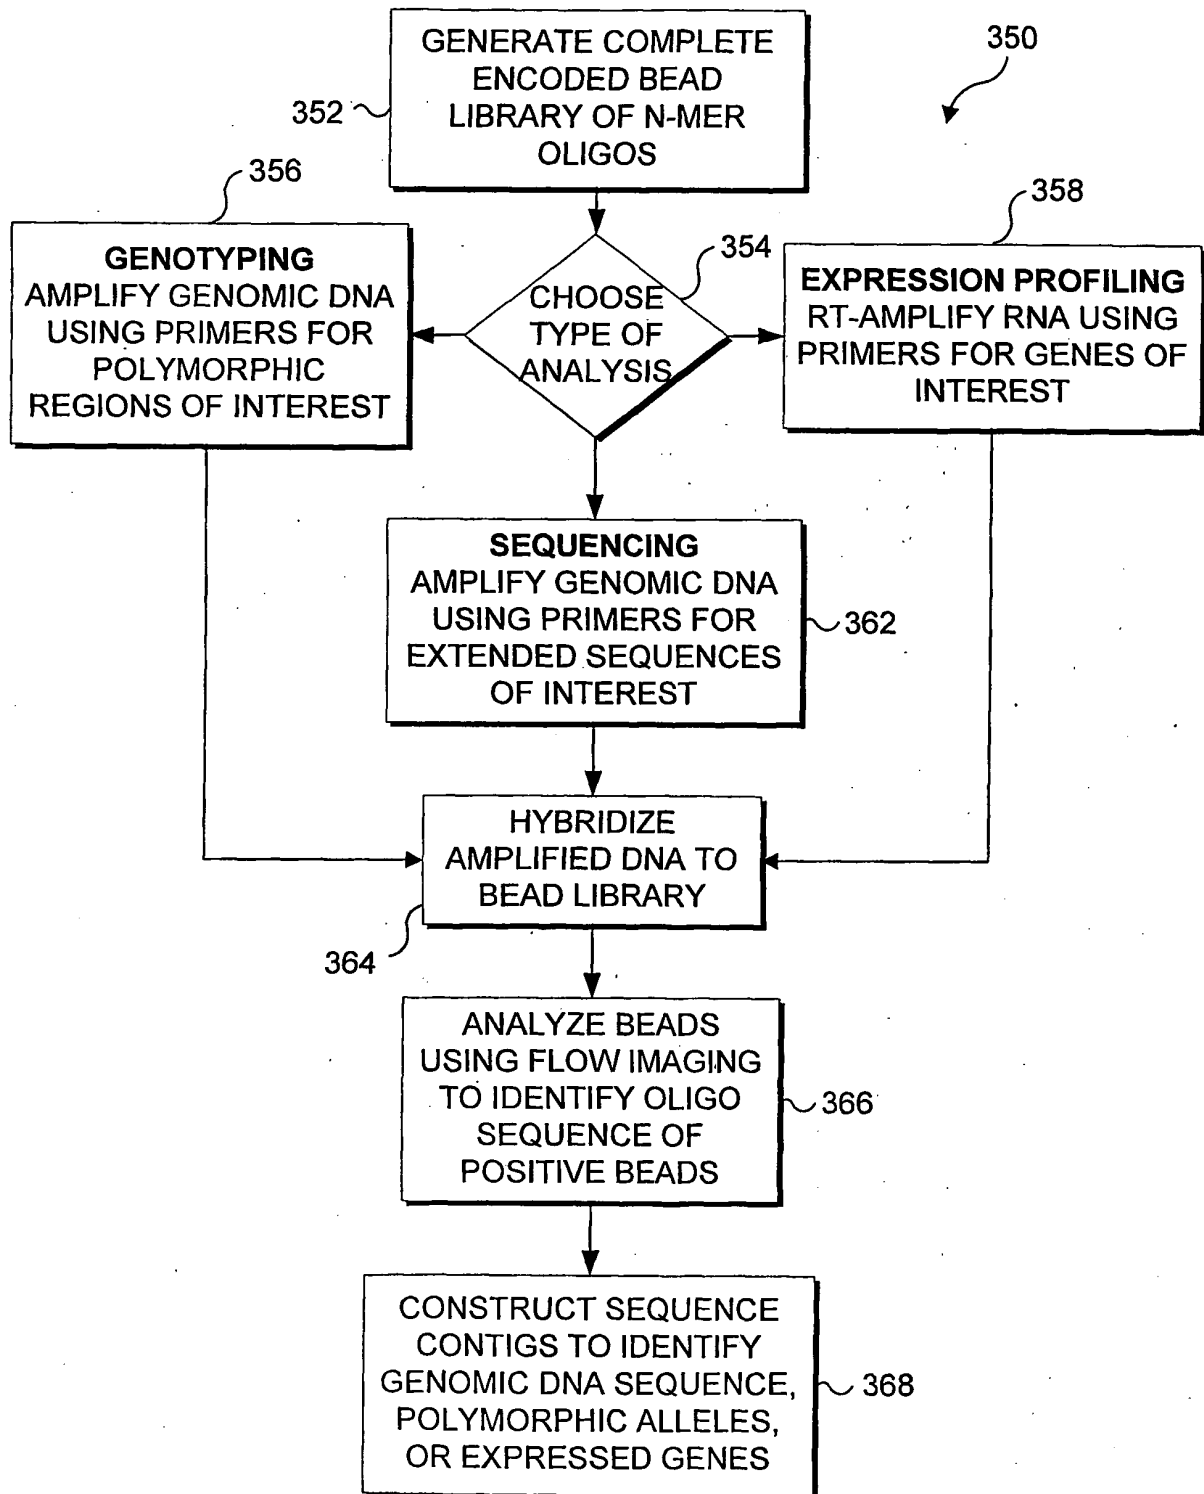 GENERATE COMPLETE
ENCODED BEAD
LIBRARY OF N-MER
OLIGOS
350
352
356
GENOTYPING
AMPLIFY GENOMIC DNA
USING PRIMERS FOR
POLYMORPHIC
REGIONS OF INTEREST
354
CHOOSE
TYPE OF
ANALYSIS
358
EXPRESSION PROFILING
RT-AMPLIFY RNA USING
PRIMERS FOR GENES OF
INTEREST
SEQUENCING
AMPLIFY GENOMIC DNA
USING PRIMERS FOR
EXTENDED SEQUENCES
OF INTEREST
362
HYBRIDIZE
AMPLIFIED DNA TO
BEAD LIBRARY
364
ANALYZE BEADS
USING FLOW IMAGING
TO IDENTIFY OLIGO
SEQUENCE OF
POSITIVE BEADS
366
CONSTRUCT SEQUENCE
CONTIGS TO IDENTIFY
GENOMIC DNA SEQUENCE,
POLYMORPHIC ALLELES,
OR EXPRESSED GENES
368